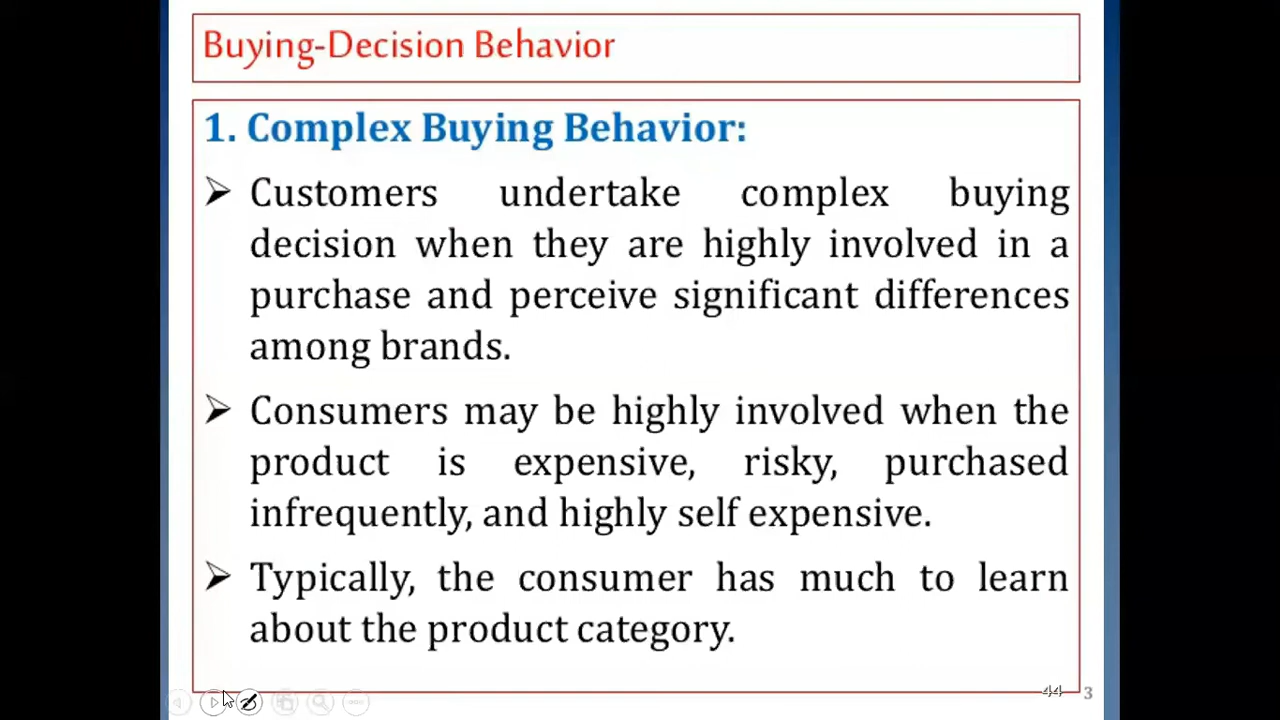 Buying-Decision Behavior
1. Complex Buying Behavior:
➢ Customers undertake complex buying
decision when they are highly involved in a
purchase and perceive significant differences
among brands.
➢ Consumers may be highly involved when the
product is expensive, risky, purchased
infrequently, and highly self expensive.
➢ Typically, the consumer has much to learn
about the product category.
44 3